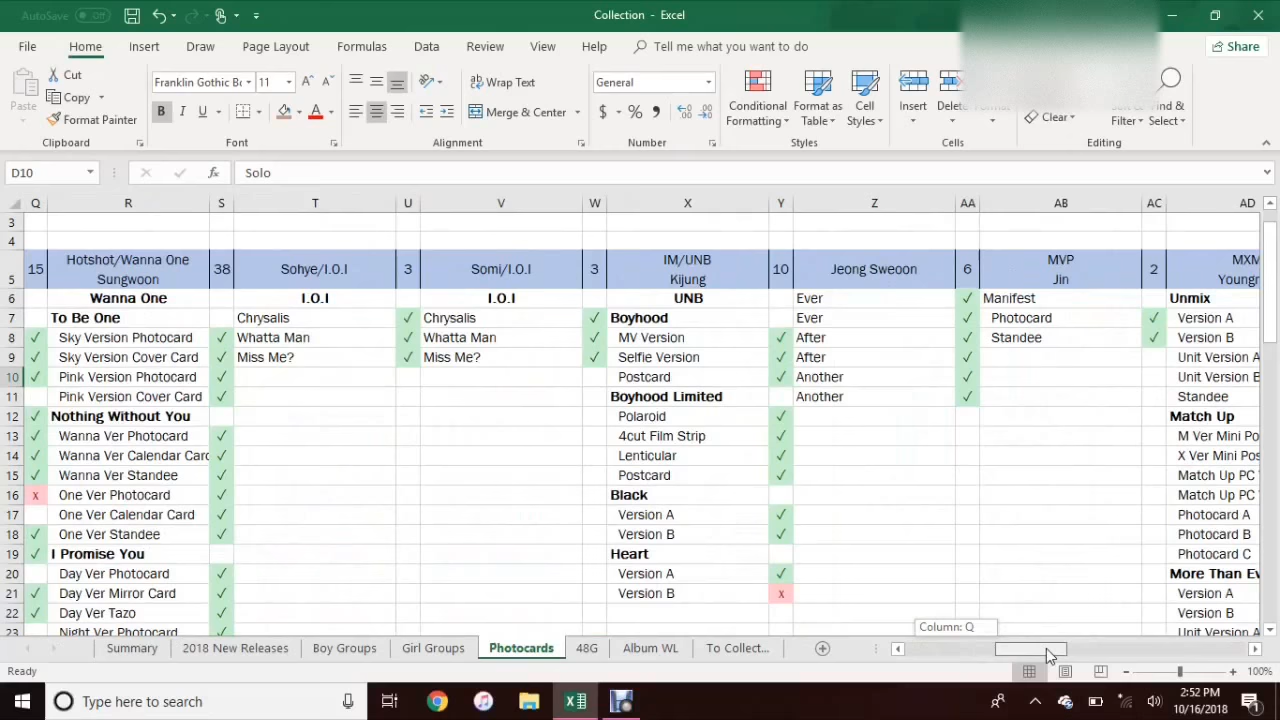 AutoSave Off Collection - Excel
File Home Insert Draw Page Layout Formulas Data Review View Help Tell me what you want to do Share
Cut
Copy
Paste
Format Painter
Franklin Gothic B 11
B I U
Wrap Text
Merge & Center
General
$ % ,
Conditional Formatting
Format as Table
Cell Styles
Insert Delete
Clear
Filter
Find & Select
Clipboard Font Alignment Number Styles Cells Editing
D10 fx Solo
Q R S T U V W X Y Z AA AB AC AD
3
4
5 15 Hotshot/Wanna One Sungwoon 38 Sohye/I.O.I 3 Somi/I.O.I 3 IM/UNB Kijung 10 Jeong Sweoon 6 MVP Jin 2 MXM
6 Wanna One I.O.I I.O.I UNB Ever ✓ Manifest Unmix
7 To Be One Chrysalis ✓ Chrysalis ✓ Boyhood Ever ✓ Photocard ✓ Version A
8 ✓ Sky Version Photocard ✓ Whatta Man ✓ Whatta Man ✓ MV Version ✓ After ✓ Standee ✓ Version B
9 ✓ Sky Version Cover Card ✓ Miss Me? ✓ Miss Me? ✓ Selfie Version ✓ After ✓ Unit Version A
10 ✓ Pink Version Photocard ✓ Postcard ✓ Another ✓ Unit Version B
11 Pink Version Cover Card ✓ Boyhood Limited Another ✓ Standee
12 ✓ Nothing Without You Polaroid ✓ Match Up
13 ✓ Wanna Ver Photocard ✓ 4cut Film Strip ✓ M Ver Mini Po
14 ✓ Wanna Ver Calendar Card ✓ Lenticular ✓ X Ver Mini Pos
15 ✓ Wanna Ver Standee ✓ Postcard ✓ Match Up PC
16 x One Ver Photocard ✓ Black Match Up PC
17 One Ver Calendar Card ✓ Version A ✓ Photocard A
18 ✓ One Ver Standee ✓ Version B ✓ Photocard B
19 ✓ I Promise You Heart Photocard C
20 Day Ver Photocard ✓ Version A ✓ More Than Ev
21 ✓ Day Ver Mirror Card ✓ Version B x Version A
22 ✓ Day Ver Tazo ✓ Version B
23 Night Ver Photocard ✓ Unit Version A
Column: Q
Summary 2018 New Releases Boy Groups Girl Groups Photocards 48G Album WL To Collect...
Ready 100%
Type here to search
2:52 PM
10/16/2018 1